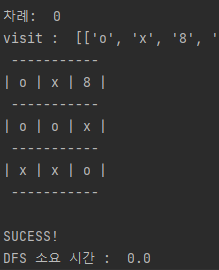 차례:  0
visit :  [['o', 'x', '8', '
-----------
| o | x | 8 |
-----------
| o | o | x |
-----------
| x | x | o |
-----------
SUCESS!
DFS 소요 시간 :  0.0